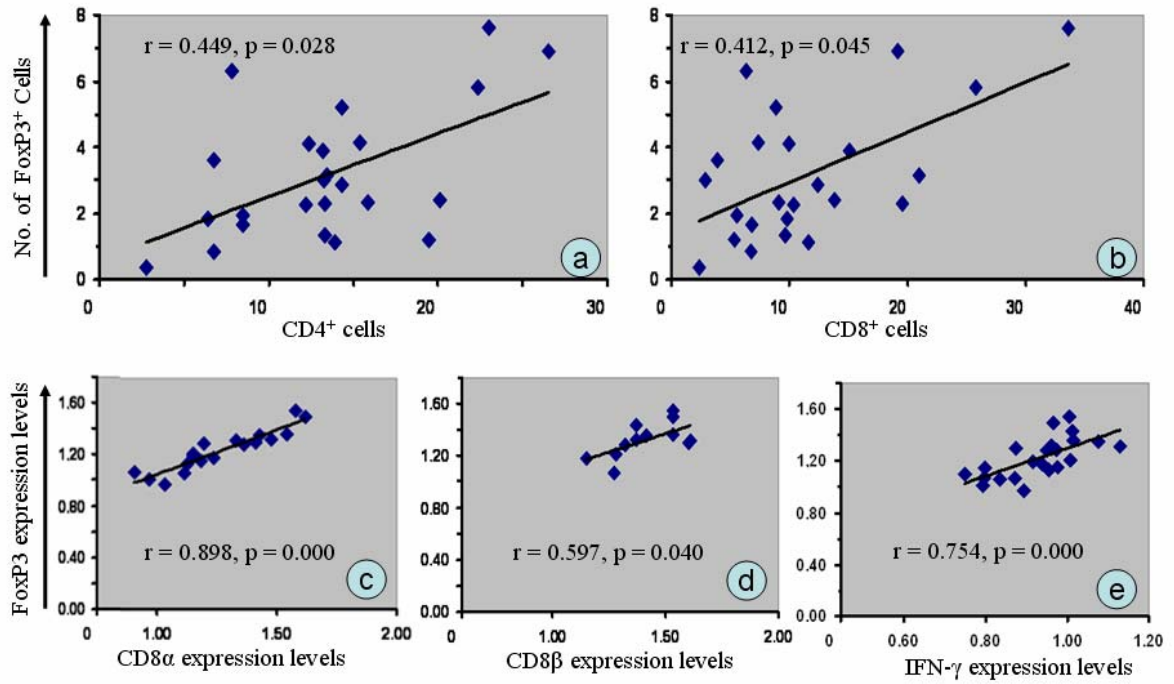 No. of FoxP3⁺ Cells
8
6
4
2
0
r = 0.449, p = 0.028
a
0 10 20 30
CD4⁺ cells
8
6
4
2
0
r = 0.412, p = 0.045
b
0 10 20 30 40
CD8⁺ cells
FoxP3 expression levels
1.60
1.20
0.80
0.40
0.00
r = 0.898, p = 0.000
c
0 1.00 1.50 2.00
CD8α expression levels
1.60
1.20
0.80
0.40
0.00
r = 0.597, p = 0.040
d
0 1.00 1.50 2.00
CD8β expression levels
1.60
1.20
0.80
0.40
0.00
r = 0.754, p = 0.000
e
0 0.60 0.80 1.00 1.20
IFN-γ expression levels